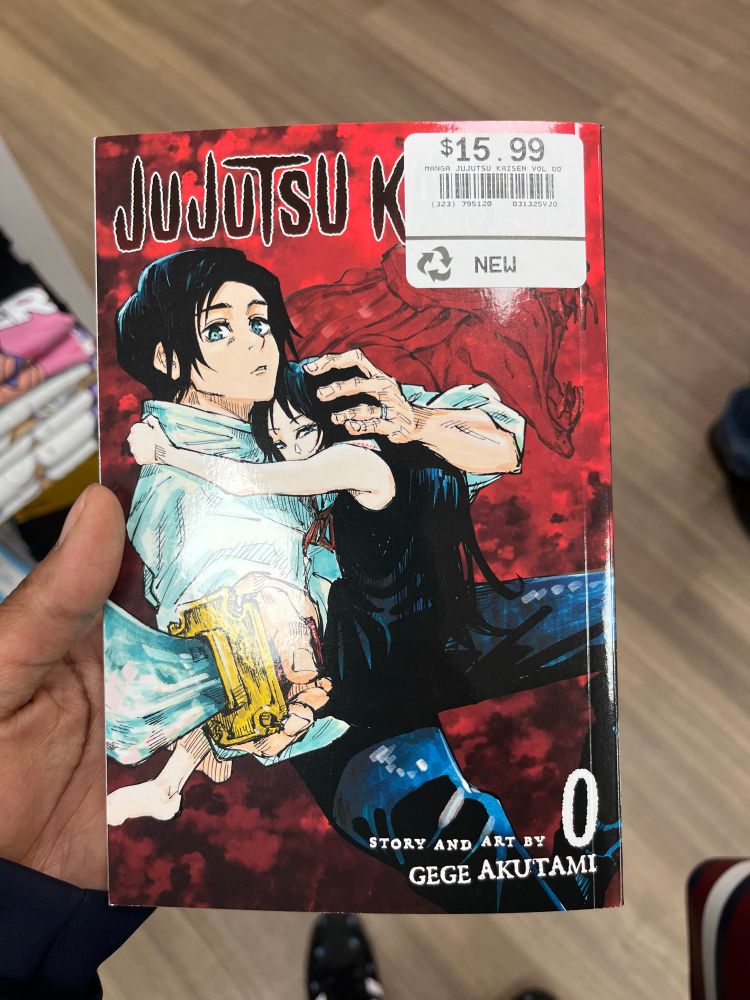 JUJUTSU K
$15.99
MANGA JUJUTSU KAISEN VOL 00
(323) 795120 031325VJ0
NEW
0
STORY AND ART BY
GEGE AKUTAMI